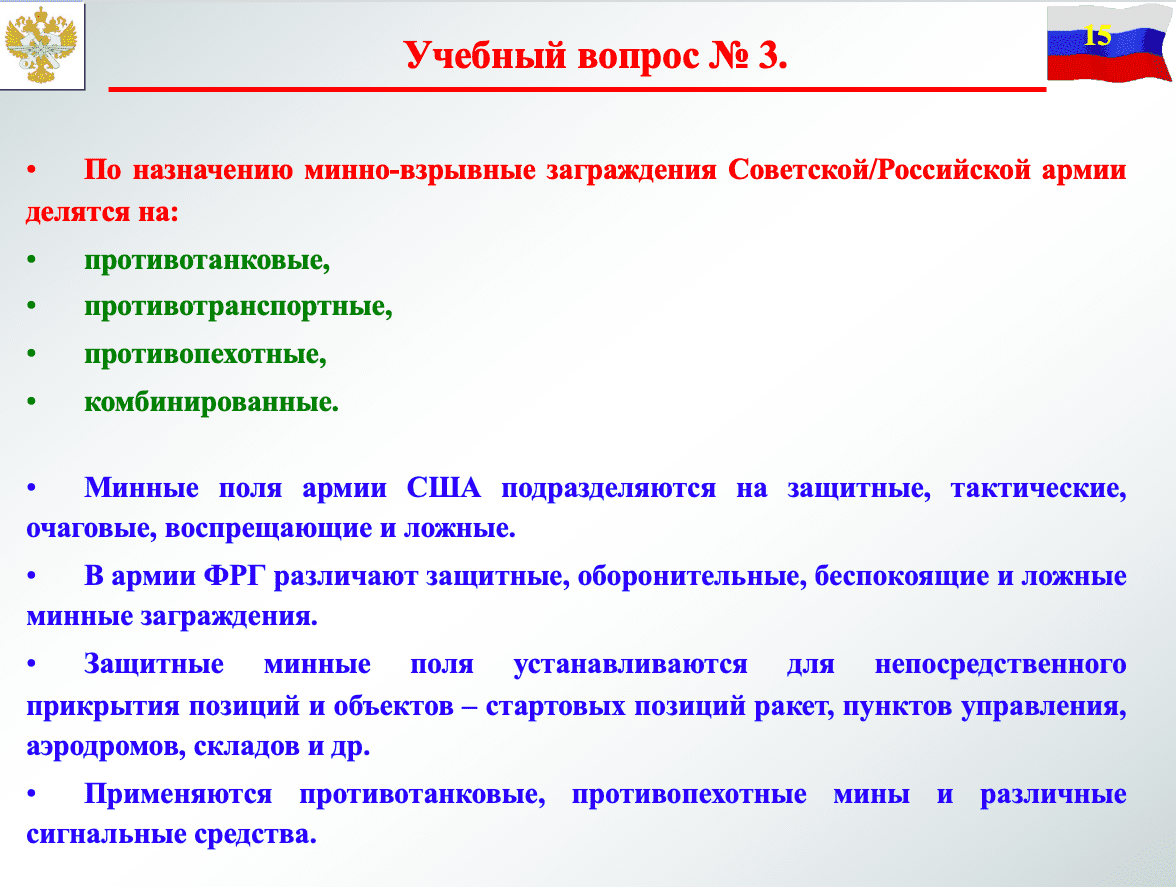 Учебный вопрос № 3.
15
• По назначению минно-взрывные заграждения Советской/Российской армии
делятся на:
• противотанковые,
• противотранспортные,
• противопехотные,
• комбинированные.
• Минные поля армии США подразделяются на защитные, тактические,
очаговые, воспрещающие и ложные.
• В армии ФРГ различают защитные, оборонительные, беспокоящие и ложные
минные заграждения.
• Защитные минные поля устанавливаются для непосредственного
прикрытия позиций и объектов – стартовых позиций ракет, пунктов управления,
аэродромов, складов и др.
• Применяются противотанковые, противопехотные мины и различные
сигнальные средства.